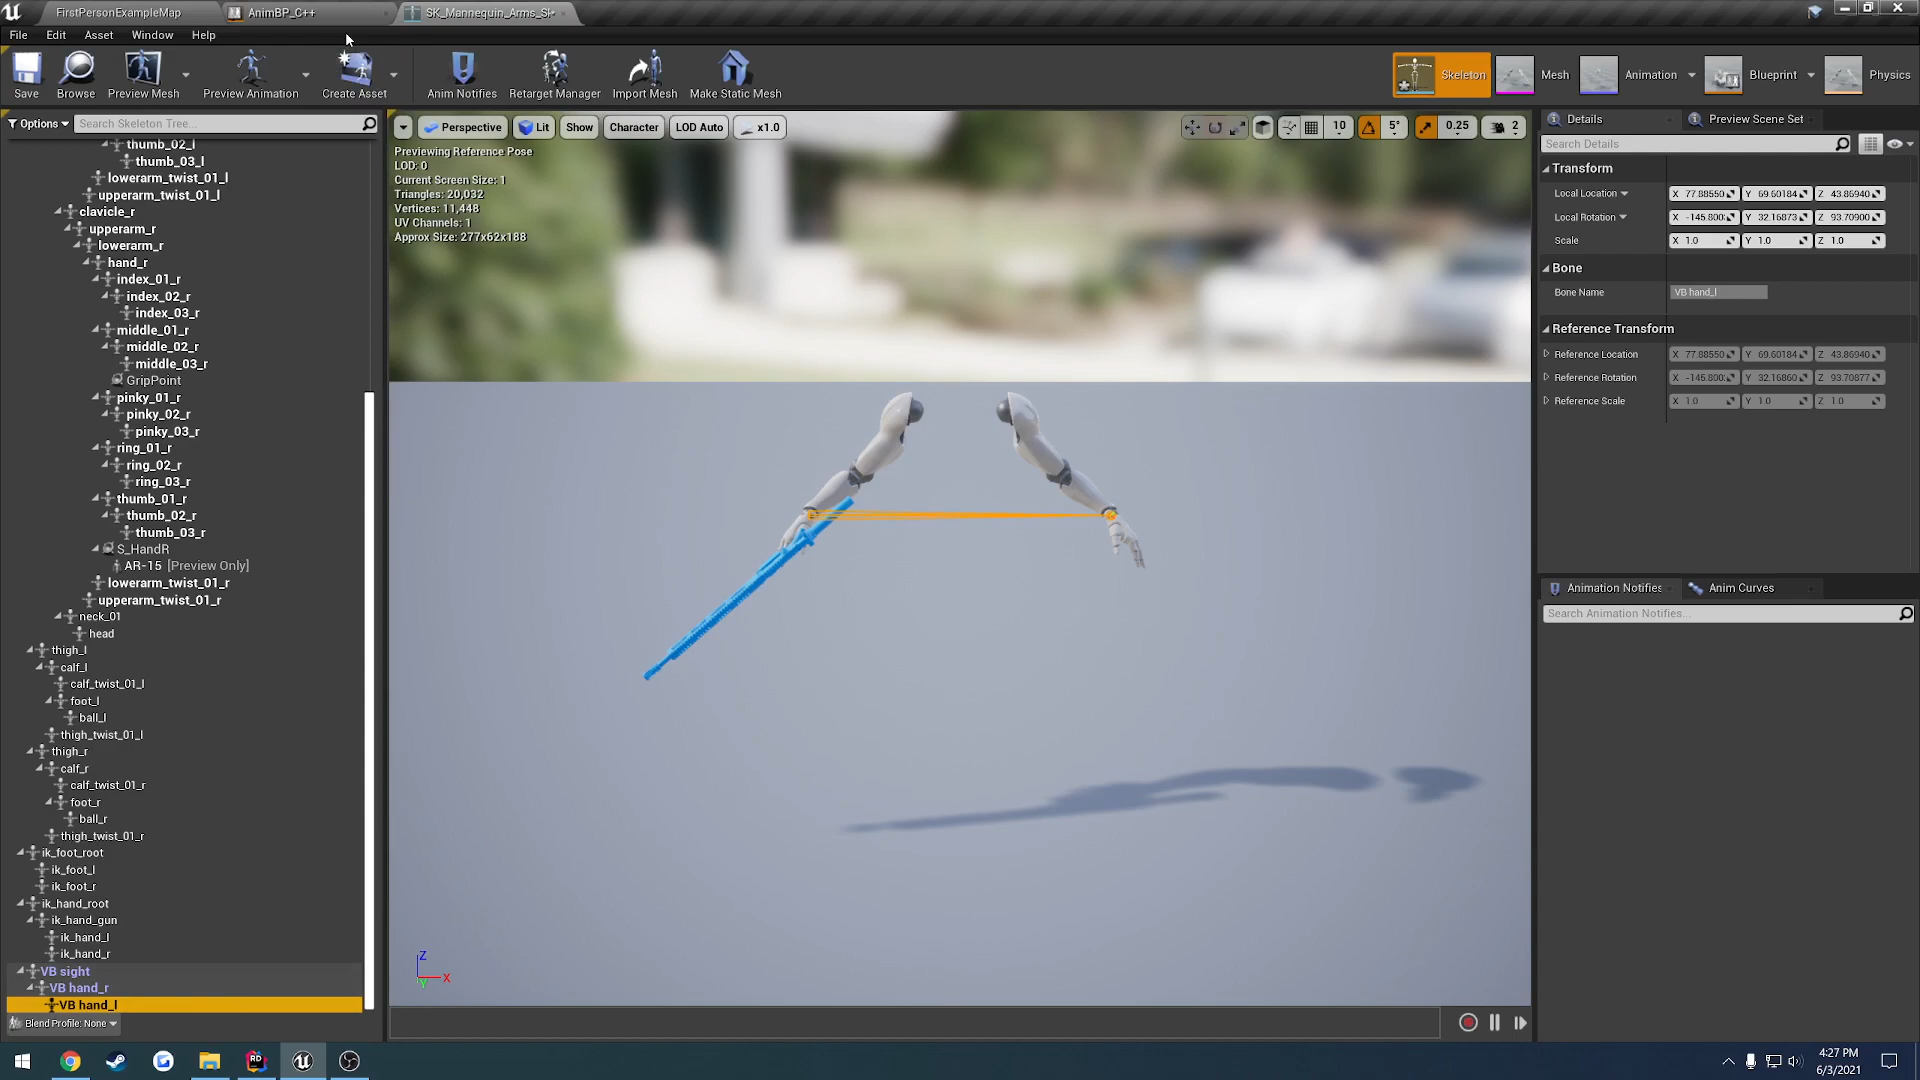 FirstPersonExampleMap
AnimBP_C++
SK_Mannequin_Arms_Sk•
File
Edit
Asset
Window
Help
Save
Browse
Preview Mesh
Preview Animation
Create Asset
Anim Notifies
Retarget Manager
Import Mesh
Make Static Mesh
Skeleton
Mesh
Animation
Blueprint
Physics
Options
Search Skeleton Tree...
thumb_02_l
thumb_03_l
lowerarm_twist_01_l
upperarm_twist_01_l
clavicle_r
upperarm_r
lowerarm_r
hand_r
index_01_r
index_02_r
index_03_r
middle_01_r
middle_02_r
middle_03_r
GripPoint
pinky_01_r
pinky_02_r
pinky_03_r
ring_01_r
ring_02_r
ring_03_r
thumb_01_r
thumb_02_r
thumb_03_r
S_HandR
AR-15 [Preview Only]
lowerarm_twist_01_r
upperarm_twist_01_r
neck_01
head
thigh_l
calf_l
calf_twist_01_l
foot_l
ball_l
thigh_twist_01_l
thigh_r
calf_r
calf_twist_01_r
foot_r
ball_r
thigh_twist_01_r
ik_foot_root
ik_foot_l
ik_foot_r
ik_hand_root
ik_hand_gun
ik_hand_l
ik_hand_r
VB sight
VB hand_r
VB hand_l
Blend Profile: None
Perspective
Lit
Show
Character
LOD Auto
x1.0
10
5°
0.25
2
Previewing Reference Pose
LOD: 0
Current Screen Size: 1
Triangles: 20,032
Vertices: 11,448
UV Channels: 1
Approx Size: 277x62x188
Z
X
Y
Details
Preview Scene Set
Search Details
Transform
Local Location X 77.88550 Y 69.60184 Z 43.86940
Local Rotation X -145.800 Y 32.16873 Z 93.70900
Scale X 1.0 Y 1.0 Z 1.0
Bone
Bone Name VB hand_l
Reference Transform
Reference Location X 77.88550 Y 69.60184 Z 43.86940
Reference Rotation X -145.800 Y 32.16860 Z 93.70877
Reference Scale X 1.0 Y 1.0 Z 1.0
Animation Notifies
Anim Curves
Search Animation Notifies...
4:27 PM
6/3/2021